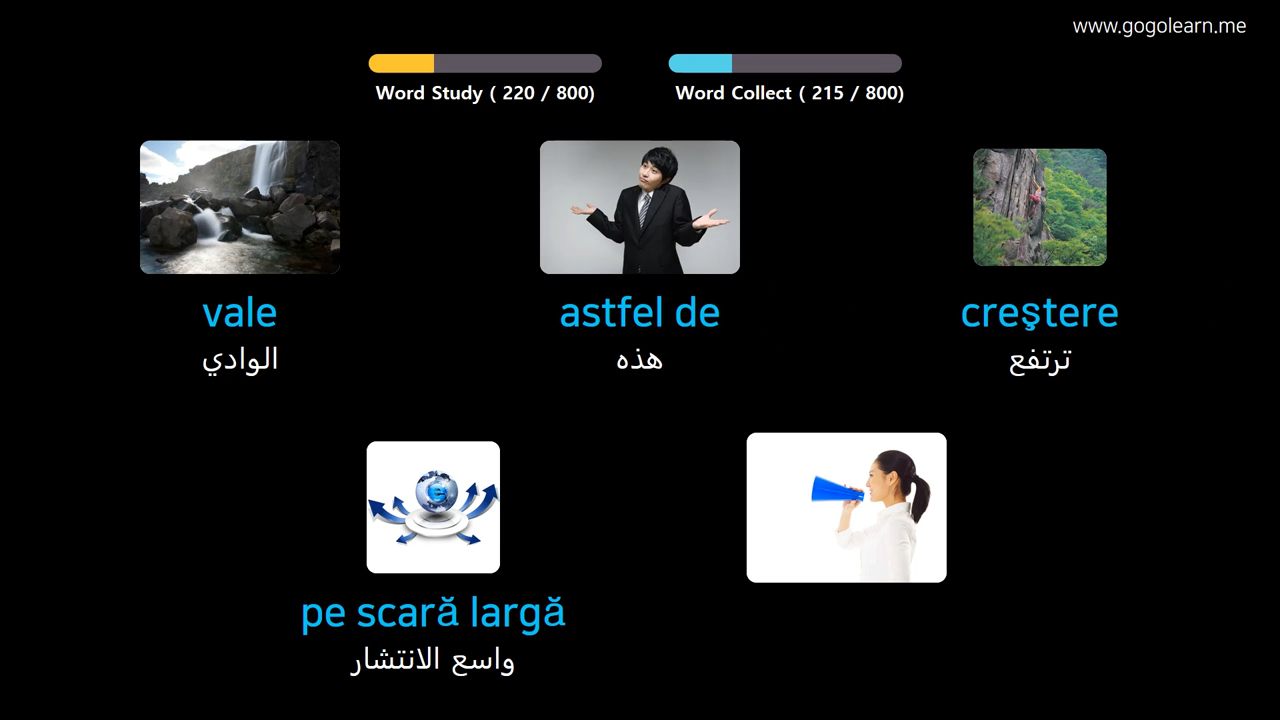 www.gogolearn.me
Word Study ( 220 / 800)
Word Collect ( 215 / 800)
vale
الوادي
astfel de
هذه
creştere
ترتفع
pe scară largă
واسع الانتشار